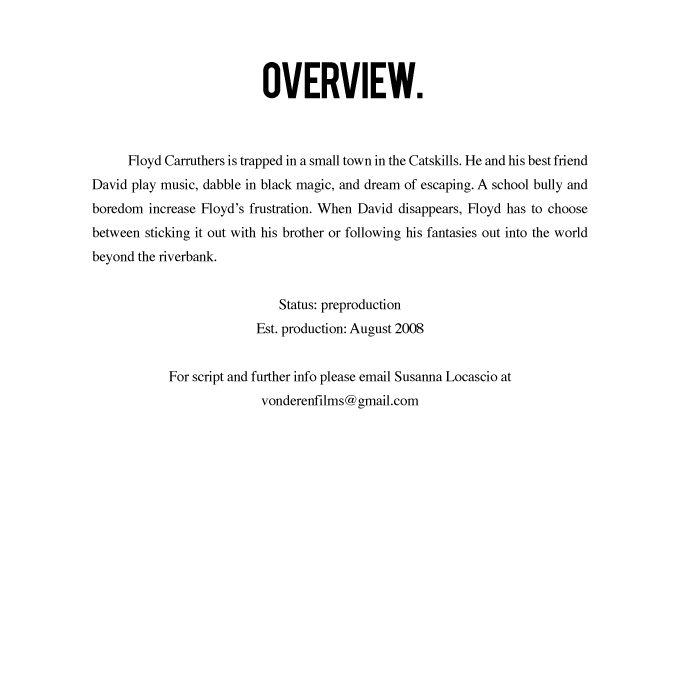 OVERVIEW.
Floyd Carruthers is trapped in a small town in the Catskills. He and his best friend
David play music, dabble in black magic, and dream of escaping. A school bully and
boredom increase Floyd’s frustration. When David disappears, Floyd has to choose
between sticking it out with his brother or following his fantasies out into the world
beyond the riverbank.
Status: preproduction
Est. production: August 2008
For script and further info please email Susanna Locascio at
vonderenfilms@gmail.com